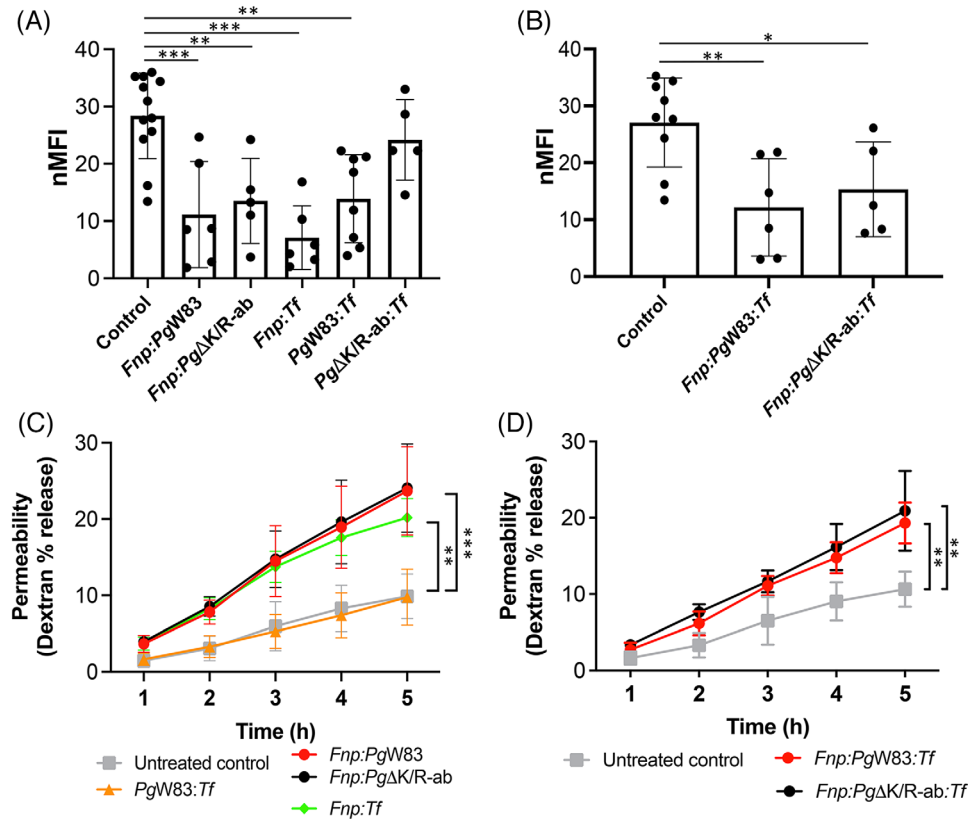 (A)
**
***
**
***
nMFI
40
30
20
10
0
Control
Fnp:PgW83
Fnp:PgΔK/R-ab
Fnp:Tf
PgW83:Tf
PgΔK/R-ab:Tf
(B)
*
**
nMFI
40
30
20
10
0
Control
Fnp:PgW83:Tf
Fnp:PgΔK/R-ab:Tf
(C)
Permeability
(Dextran % release)
30
20
10
0
1 2 3 4 5
Time (h)
**
***
Untreated control
PgW83:Tf
Fnp:PgW83
Fnp:PgΔK/R-ab
Fnp:Tf
(D)
Permeability
(Dextran % release)
30
20
10
0
1 2 3 4 5
Time (h)
**
**
Untreated control
Fnp:PgW83:Tf
Fnp:PgΔK/R-ab:Tf